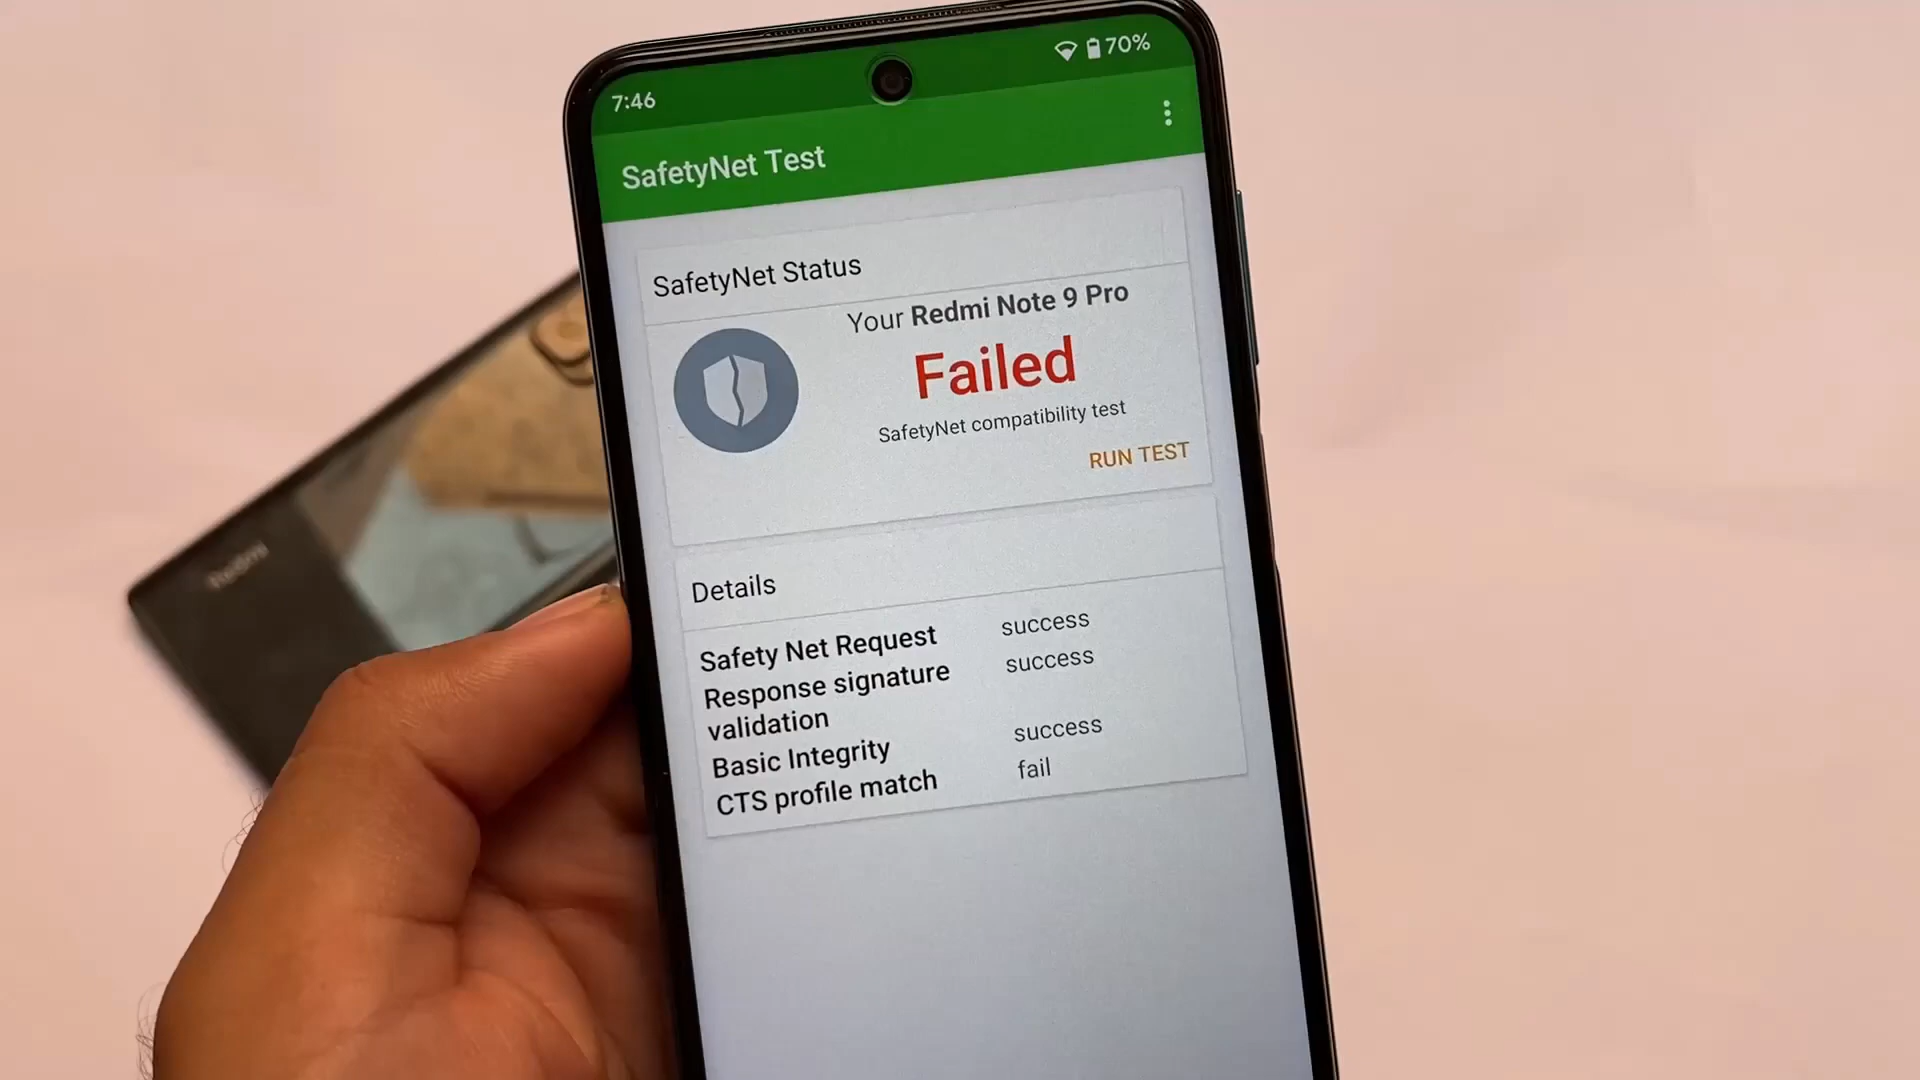 7:46
70%
SafetyNet Test
SafetyNet Status
Your Redmi Note 9 Pro
Failed
SafetyNet compatibility test
RUN TEST
Details
Safety Net Request success
Response signature success
validation
Basic Integrity success
CTS profile match fail
Redmi